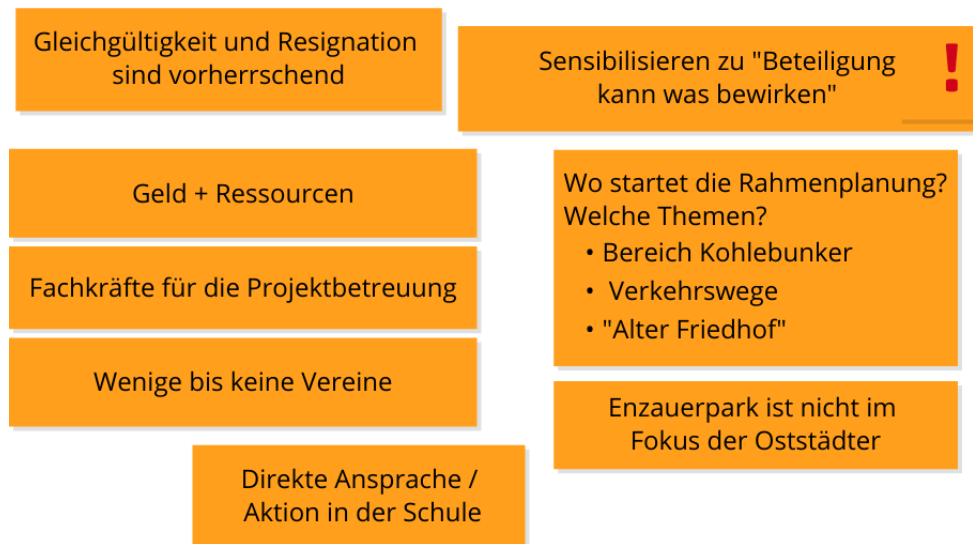 Gleichgültigkeit und Resignation
sind vorherrschend
Sensibilisieren zu "Beteiligung
kann was bewirken"
!
Geld + Ressourcen
Fachkräfte für die Projektbetreuung
Wenige bis keine Vereine
Direkte Ansprache /
Aktion in der Schule
Wo startet die Rahmenplanung?
Welche Themen?
• Bereich Kohlebunker
• Verkehrswege
• "Alter Friedhof"
Enzauerpark ist nicht im
Fokus der Oststädter